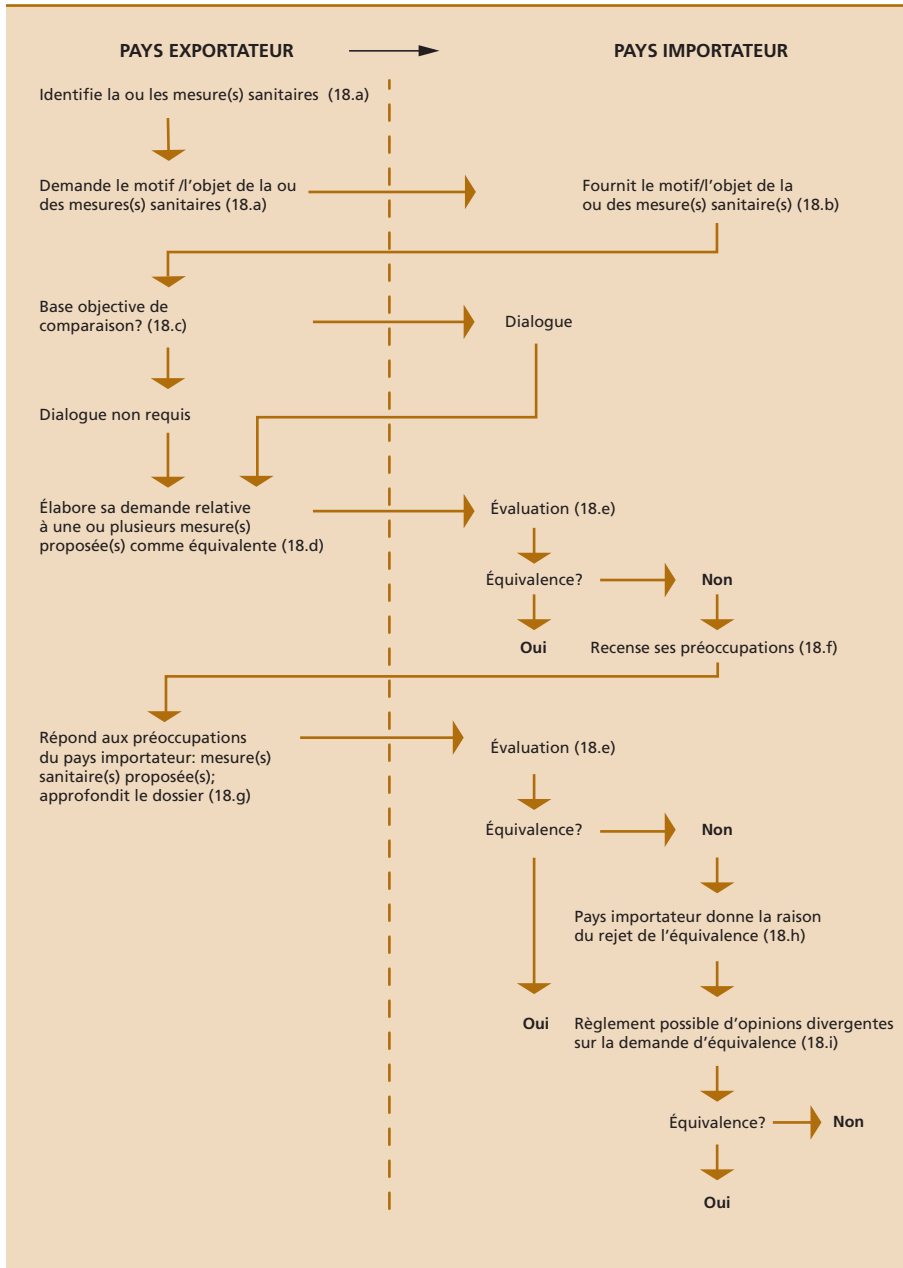 PAYS EXPORTATEUR
PAYS IMPORTATEUR
Identifie la ou les mesure(s) sanitaires (18.a)
Demande le motif /l'objet de la ou
des mesures(s) sanitaires (18.a)
Fournit le motif/l'objet de la
ou des mesure(s) sanitaire(s) (18.b)
Base objective de
comparaison? (18.c)
Dialogue
Dialogue non requis
Élabore sa demande relative
à une ou plusieurs mesure(s)
proposée(s) comme équivalente (18.d)
Évaluation (18.e)
Équivalence?
Non
Oui
Recense ses préoccupations (18.f)
Répond aux préoccupations
du pays importateur: mesure(s)
sanitaire(s) proposée(s);
approfondit le dossier (18.g)
Évaluation (18.e)
Équivalence?
Non
Pays importateur donne la raison
du rejet de l'équivalence (18.h)
Oui
Règlement possible d'opinions divergentes
sur la demande d'équivalence (18.i)
Équivalence?
Non
Oui